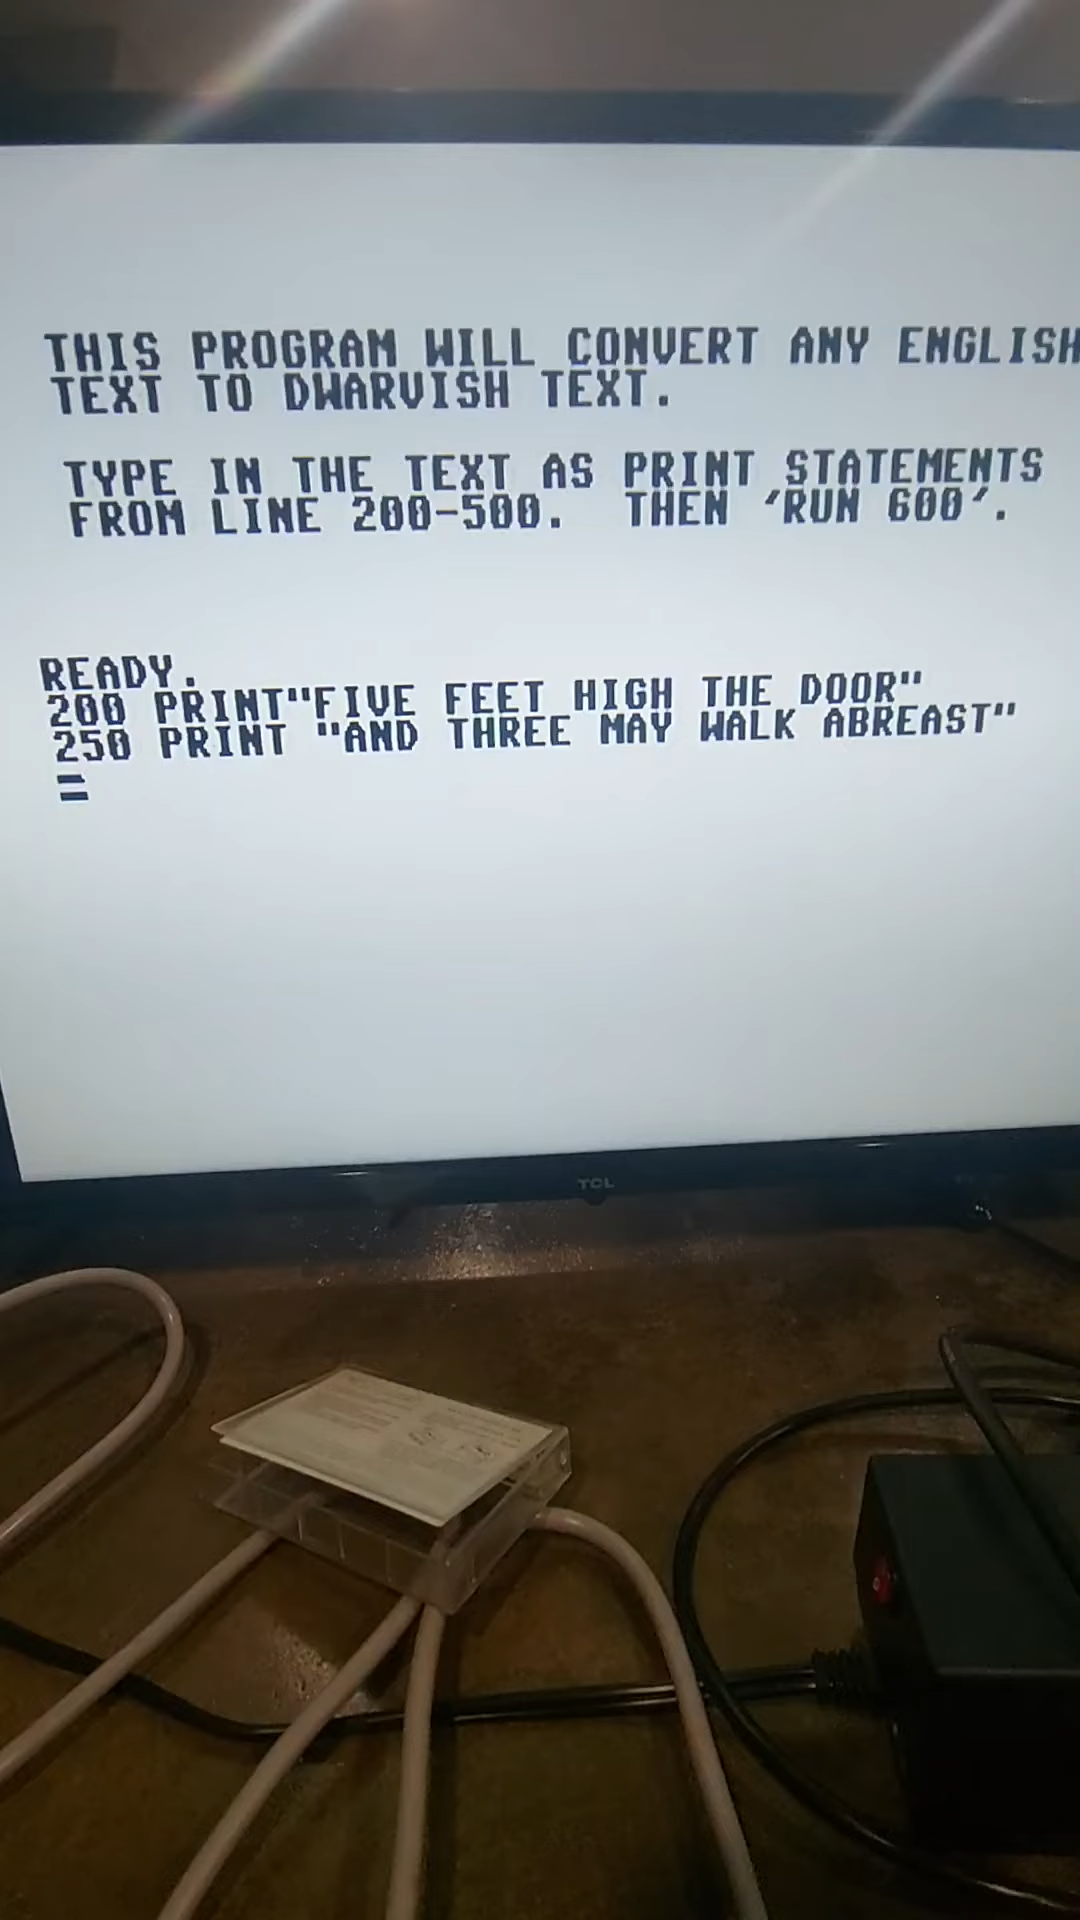 THIS PROGRAM WILL CONVERT ANY ENGLISH
TEXT TO DWARVISH TEXT.
TYPE IN THE TEXT AS PRINT STATEMENTS
FROM LINE 200-500.  THEN 'RUN 600'.
READY.
200 PRINT"FIVE FEET HIGH THE DOOR"
250 PRINT "AND THREE MAY WALK ABREAST"
TCL